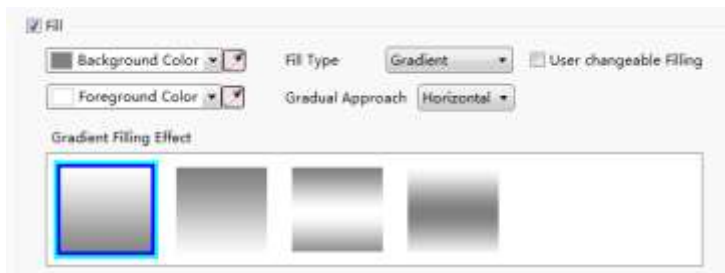 Fill
Background Color Fill Type Gradient User changeable Filling
Foreground Color Gradual Approach Horizontal
Gradient Filling Effect